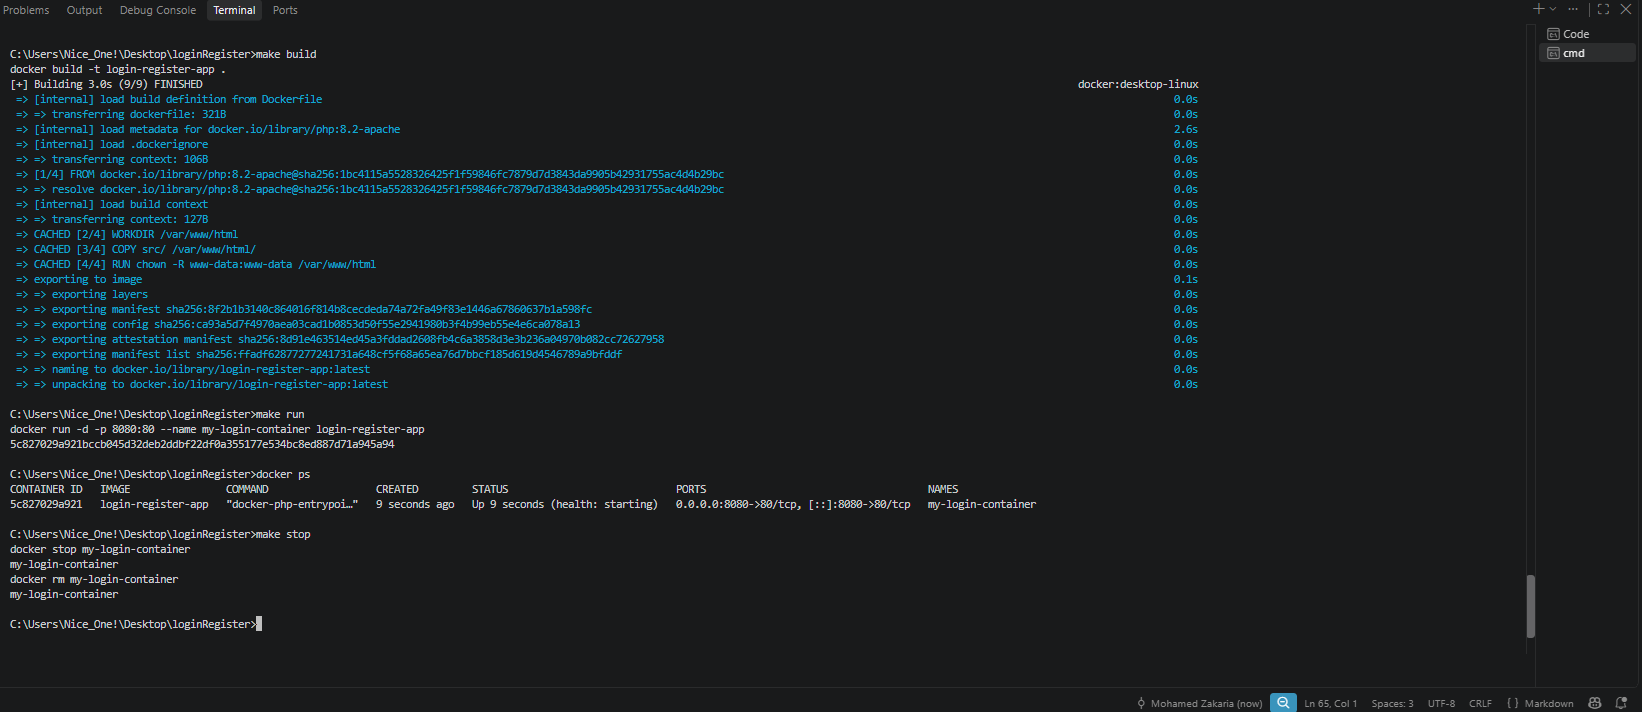 Problems Output Debug Console Terminal Ports
Code
cmd
C:\Users\Nice_One!\Desktop\loginRegister>make build
docker build -t login-register-app .
[+] Building 3.0s (9/9) FINISHED docker:desktop-linux
=> [internal] load build definition from Dockerfile 0.0s
=> => transferring dockerfile: 321B 0.0s
=> [internal] load metadata for docker.io/library/php:8.2-apache 2.6s
=> [internal] load .dockerignore 0.0s
=> => transferring context: 106B 0.0s
=> [1/4] FROM docker.io/library/php:8.2-apache@sha256:1bc4115a5528326425f1f59846fc7879d7d3843da9905b42931755ac4d4b29bc 0.0s
=> => resolve docker.io/library/php:8.2-apache@sha256:1bc4115a5528326425f1f59846fc7879d7d3843da9905b42931755ac4d4b29bc 0.0s
=> [internal] load build context 0.0s
=> => transferring context: 127B 0.0s
=> CACHED [2/4] WORKDIR /var/www/html 0.0s
=> CACHED [3/4] COPY src/ /var/www/html/ 0.0s
=> CACHED [4/4] RUN chown -R www-data:www-data /var/www/html 0.0s
=> exporting to image 0.1s
=> => exporting layers 0.0s
=> => exporting manifest sha256:8f2b1b3140c864016f814b8cecdeda74a72fa49f83e1446a67860637b1a598fc 0.0s
=> => exporting config sha256:ca93a5d7f4970aea03cad1b0853d50f55e2941980b3f4b99eb55e4e6ca078a13 0.0s
=> => exporting attestation manifest sha256:8d91e463514ed45a3fddad2608fb4c6a3858d3e3b236a04970b082cc72627958 0.0s
=> => exporting manifest list sha256:ffadf62877277241731a648cf5f68a65ea76d7bbcf185d619d4546789a9bfddf 0.0s
=> => naming to docker.io/library/login-register-app:latest 0.0s
=> => unpacking to docker.io/library/login-register-app:latest 0.0s
C:\Users\Nice_One!\Desktop\loginRegister>make run
docker run -d -p 8080:80 --name my-login-container login-register-app
5c827029a921bccb045d32deb2ddbf22df0a355177e534bc8ed887d71a945a94
C:\Users\Nice_One!\Desktop\loginRegister>docker ps
CONTAINER ID IMAGE COMMAND CREATED STATUS PORTS NAMES
5c827029a921 login-register-app "docker-php-entrypoi…" 9 seconds ago Up 9 seconds (health: starting) 0.0.0.0:8080->80/tcp, [::]:8080->80/tcp my-login-container
C:\Users\Nice_One!\Desktop\loginRegister>make stop
docker stop my-login-container
my-login-container
docker rm my-login-container
my-login-container
C:\Users\Nice_One!\Desktop\loginRegister>
Mohamed Zakaria (now) Ln 65, Col 1 Spaces: 3 UTF-8 CRLF { } Markdown